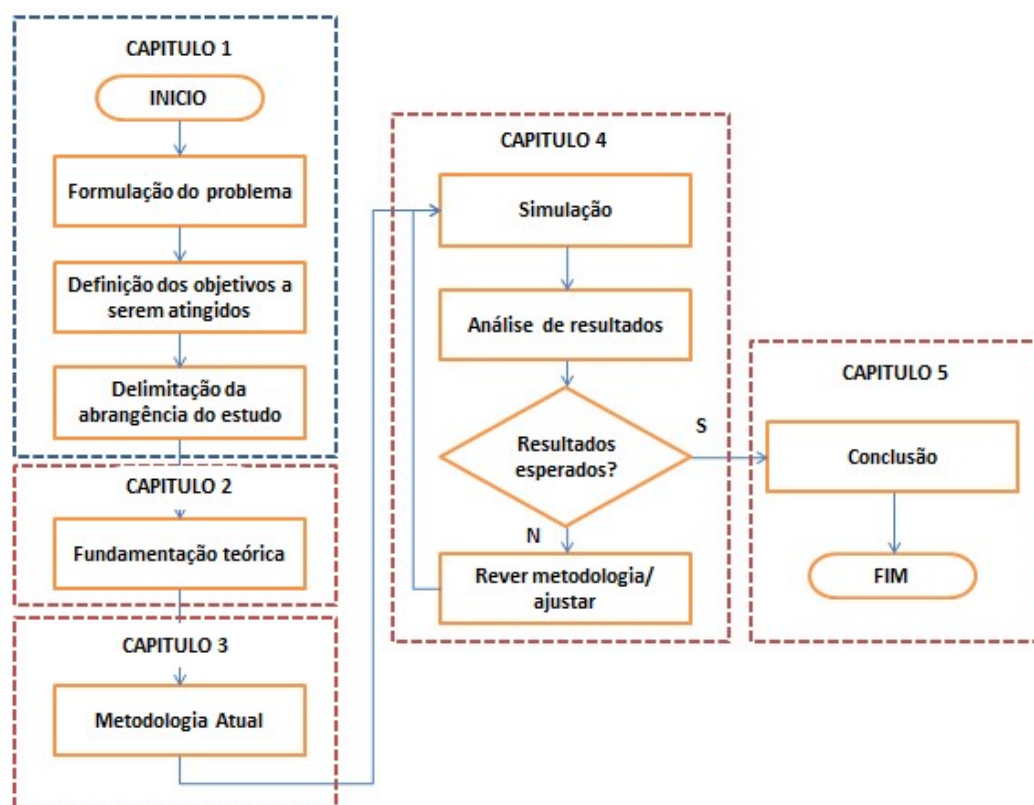 CAPITULO 1
INICIO
Formulação do problema
Definição dos objetivos a
serem atingidos
Delimitação da
abrangência do estudo
CAPITULO 2
Fundamentação teórica
CAPITULO 3
Metodologia Atual
CAPITULO 4
Simulação
Análise de resultados
Resultados
esperados?
S
N
Rever metodologia/
ajustar
CAPITULO 5
Conclusão
FIM